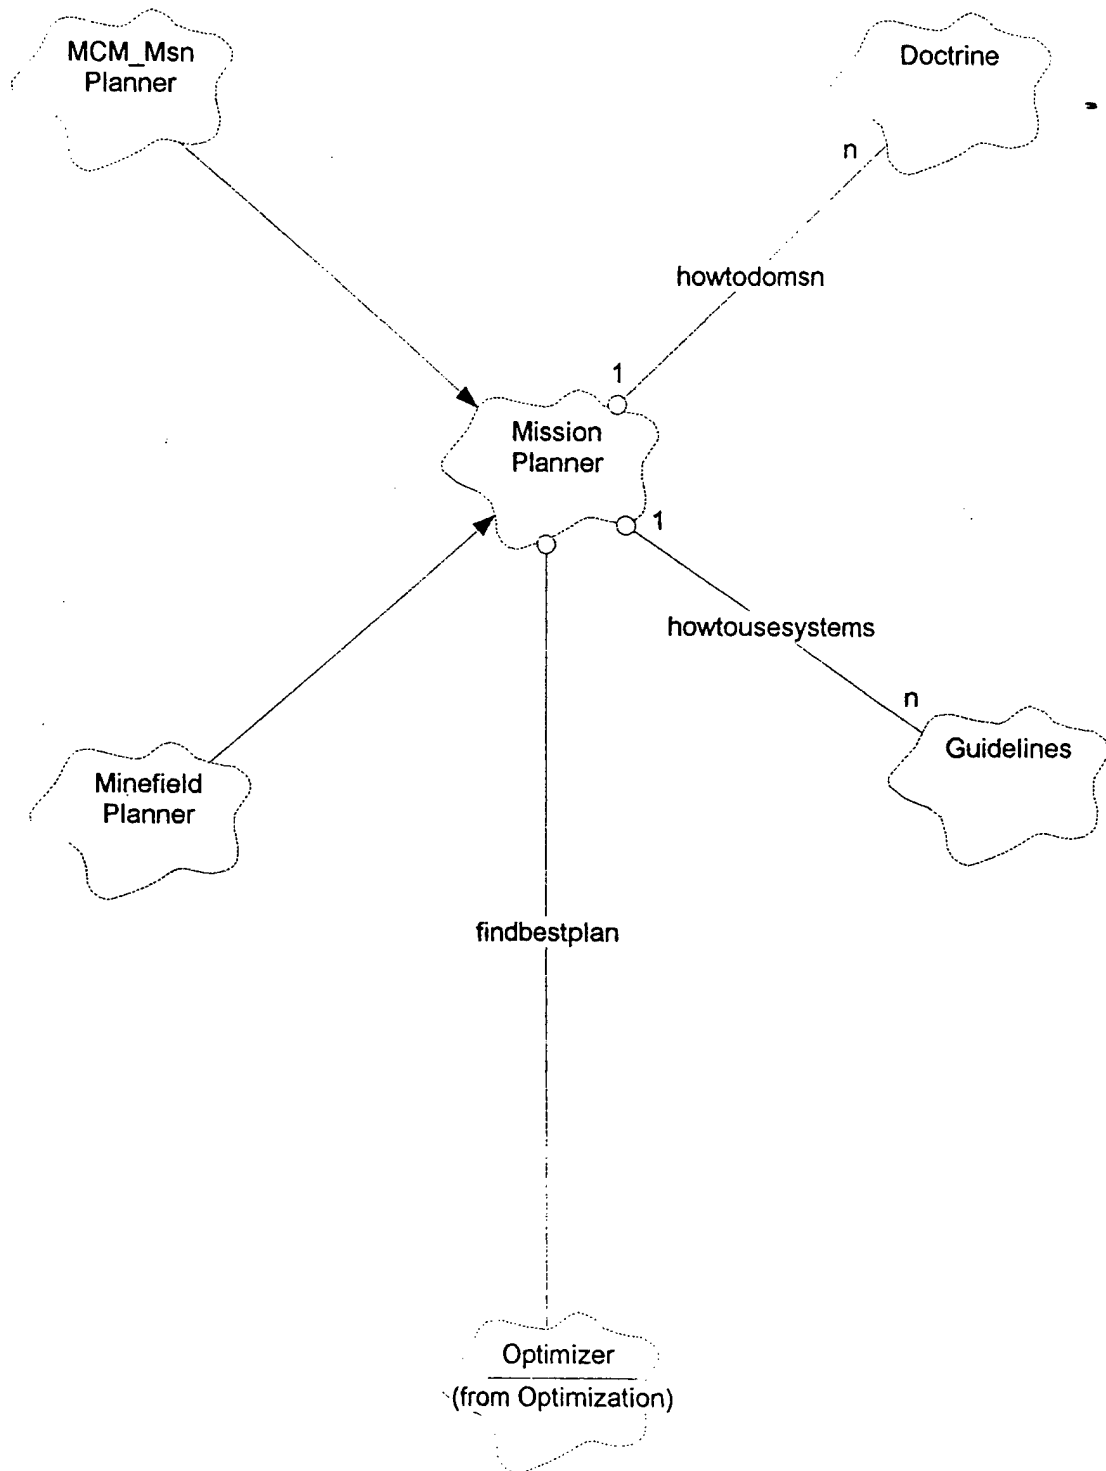 MCM_Msn
Planner
Doctrine
n
howtodomsn
1
Mission
Planner
1
howtousesystems
n
Guidelines
Minefield
Planner
findbestplan
Optimizer
(from Optimization)